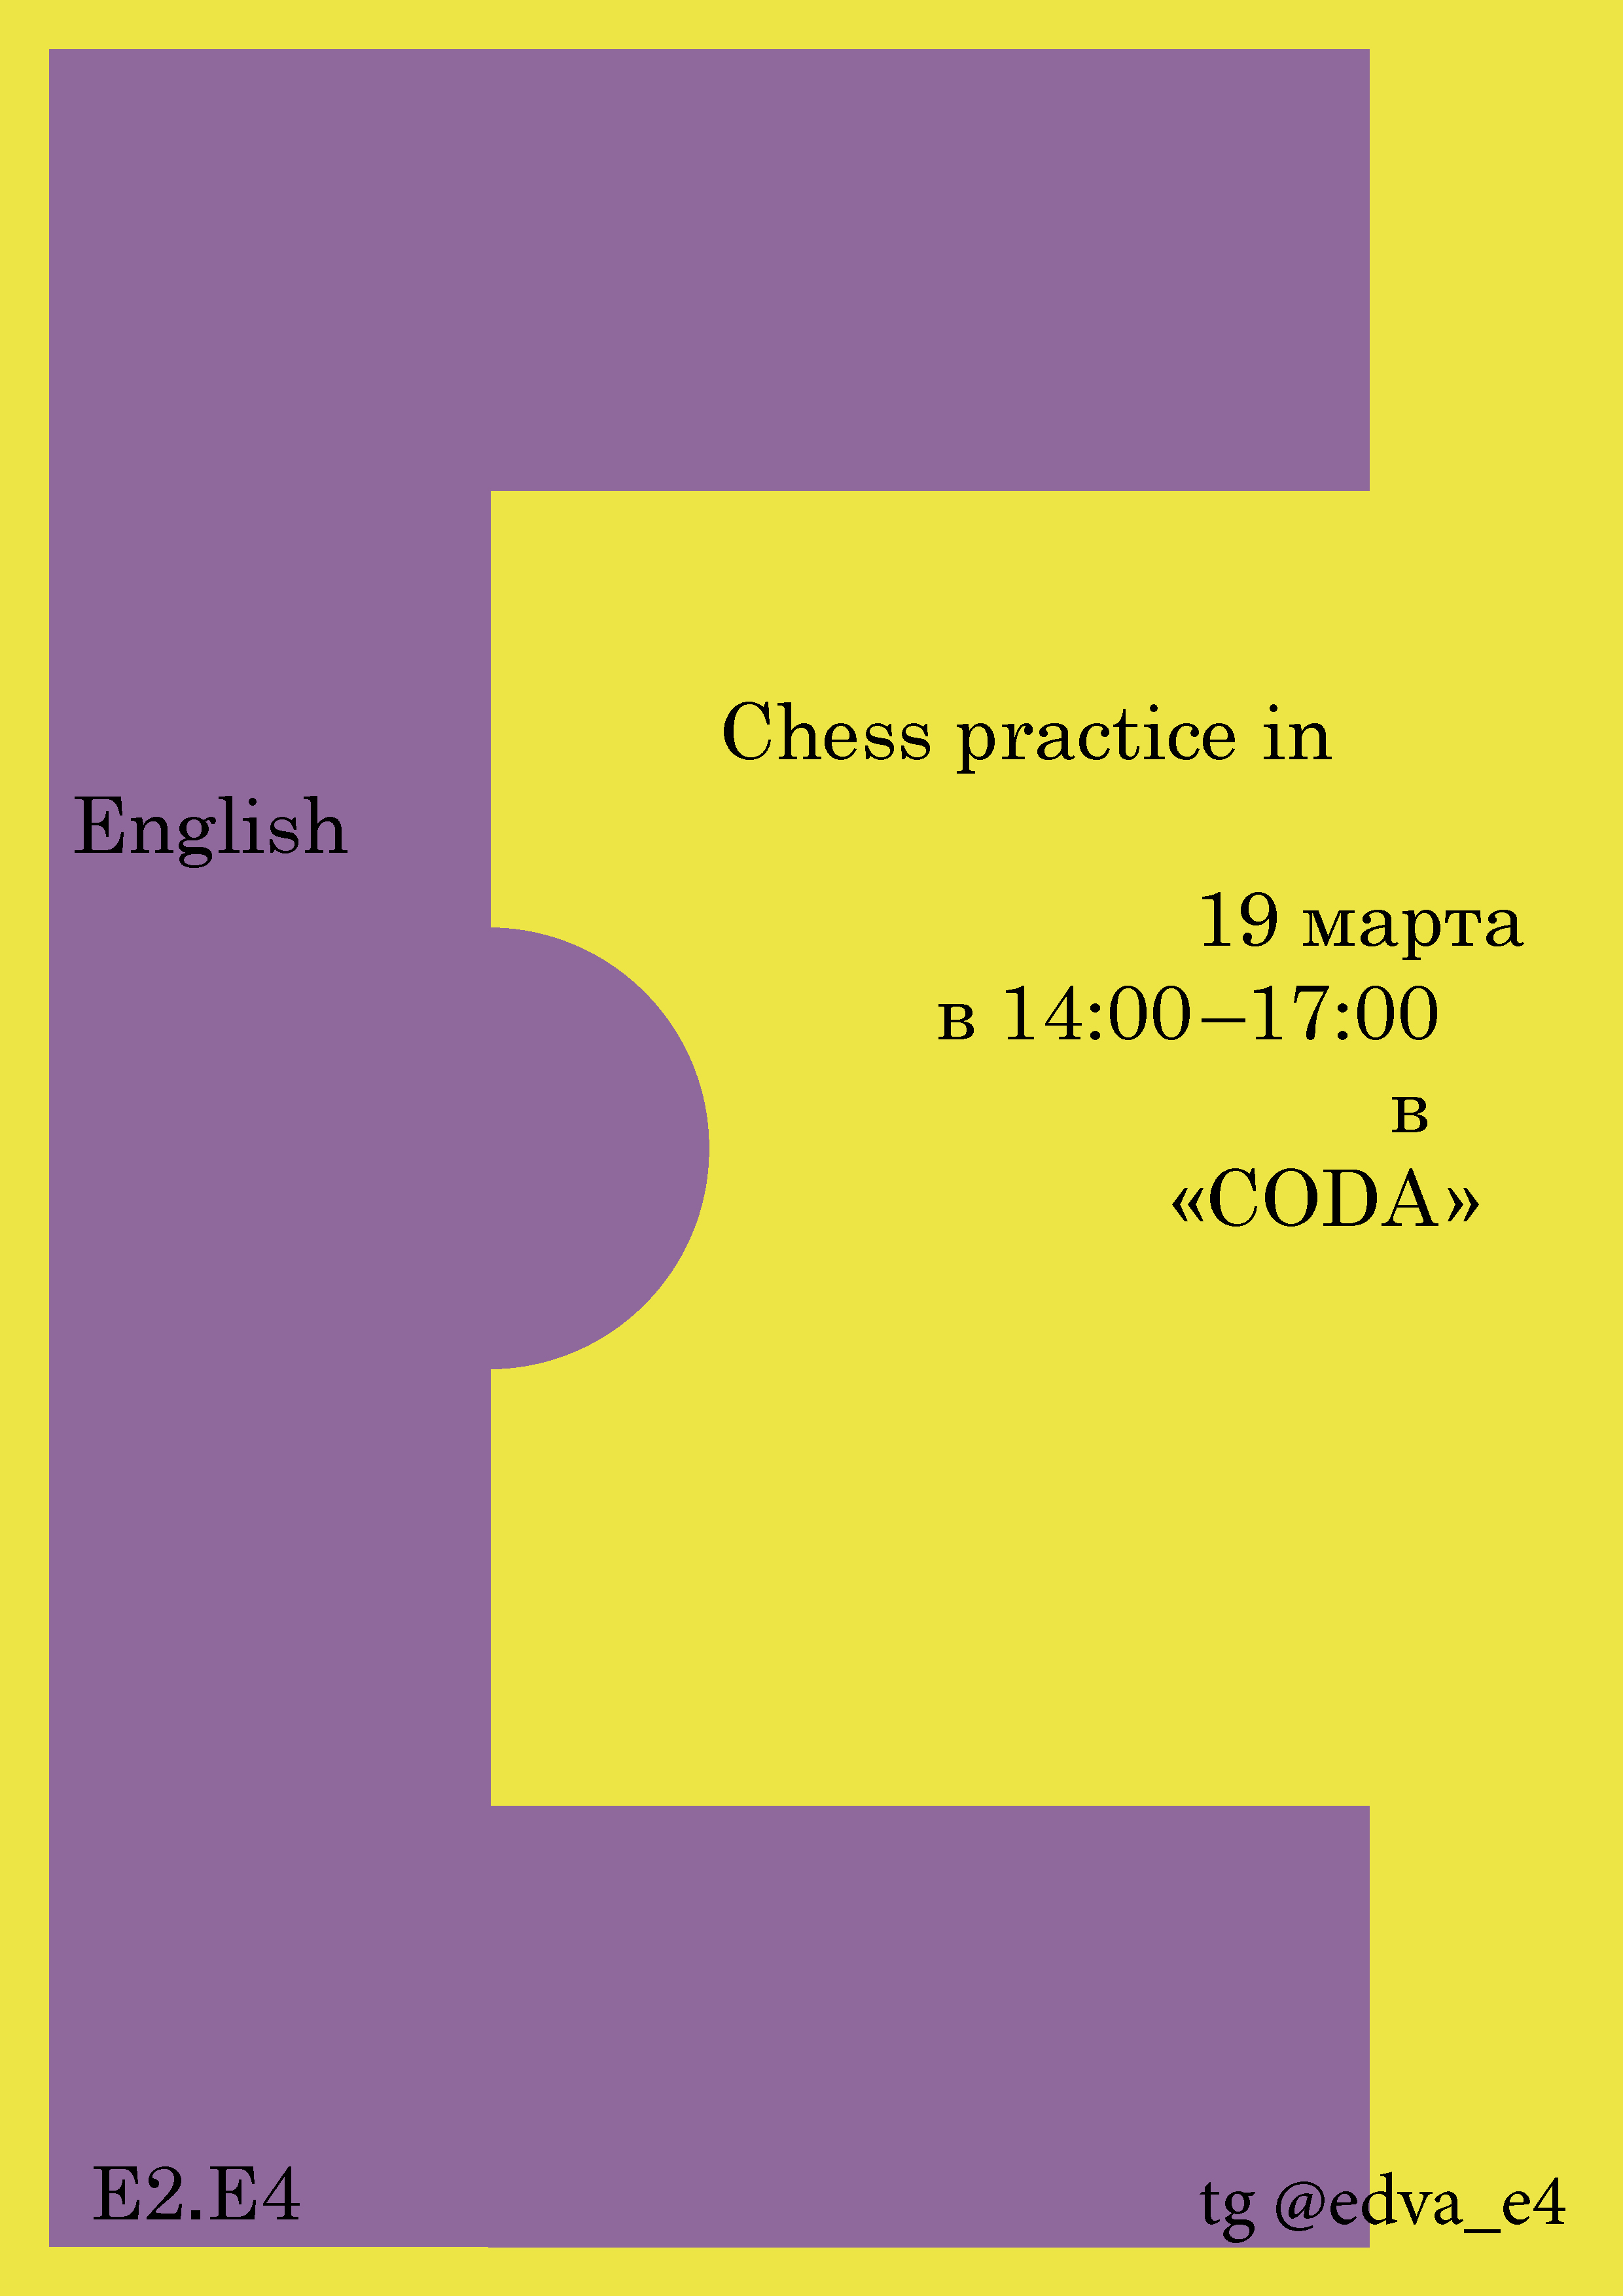 Chess practice in
English
19 марта
в 14:00–17:00
в
«CODA»
E2.E4
tg @edva_e4